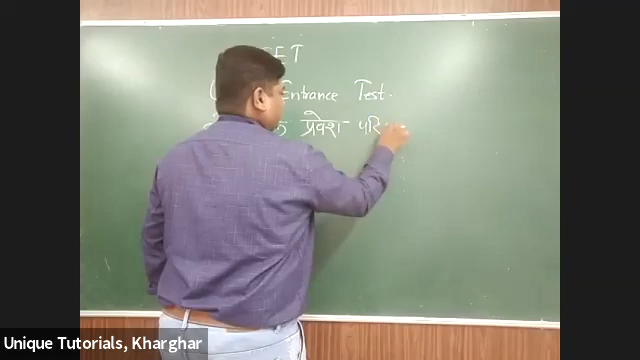 ET
Entrance Test.
प्रवेश - परि
Unique Tutorials, Kharghar